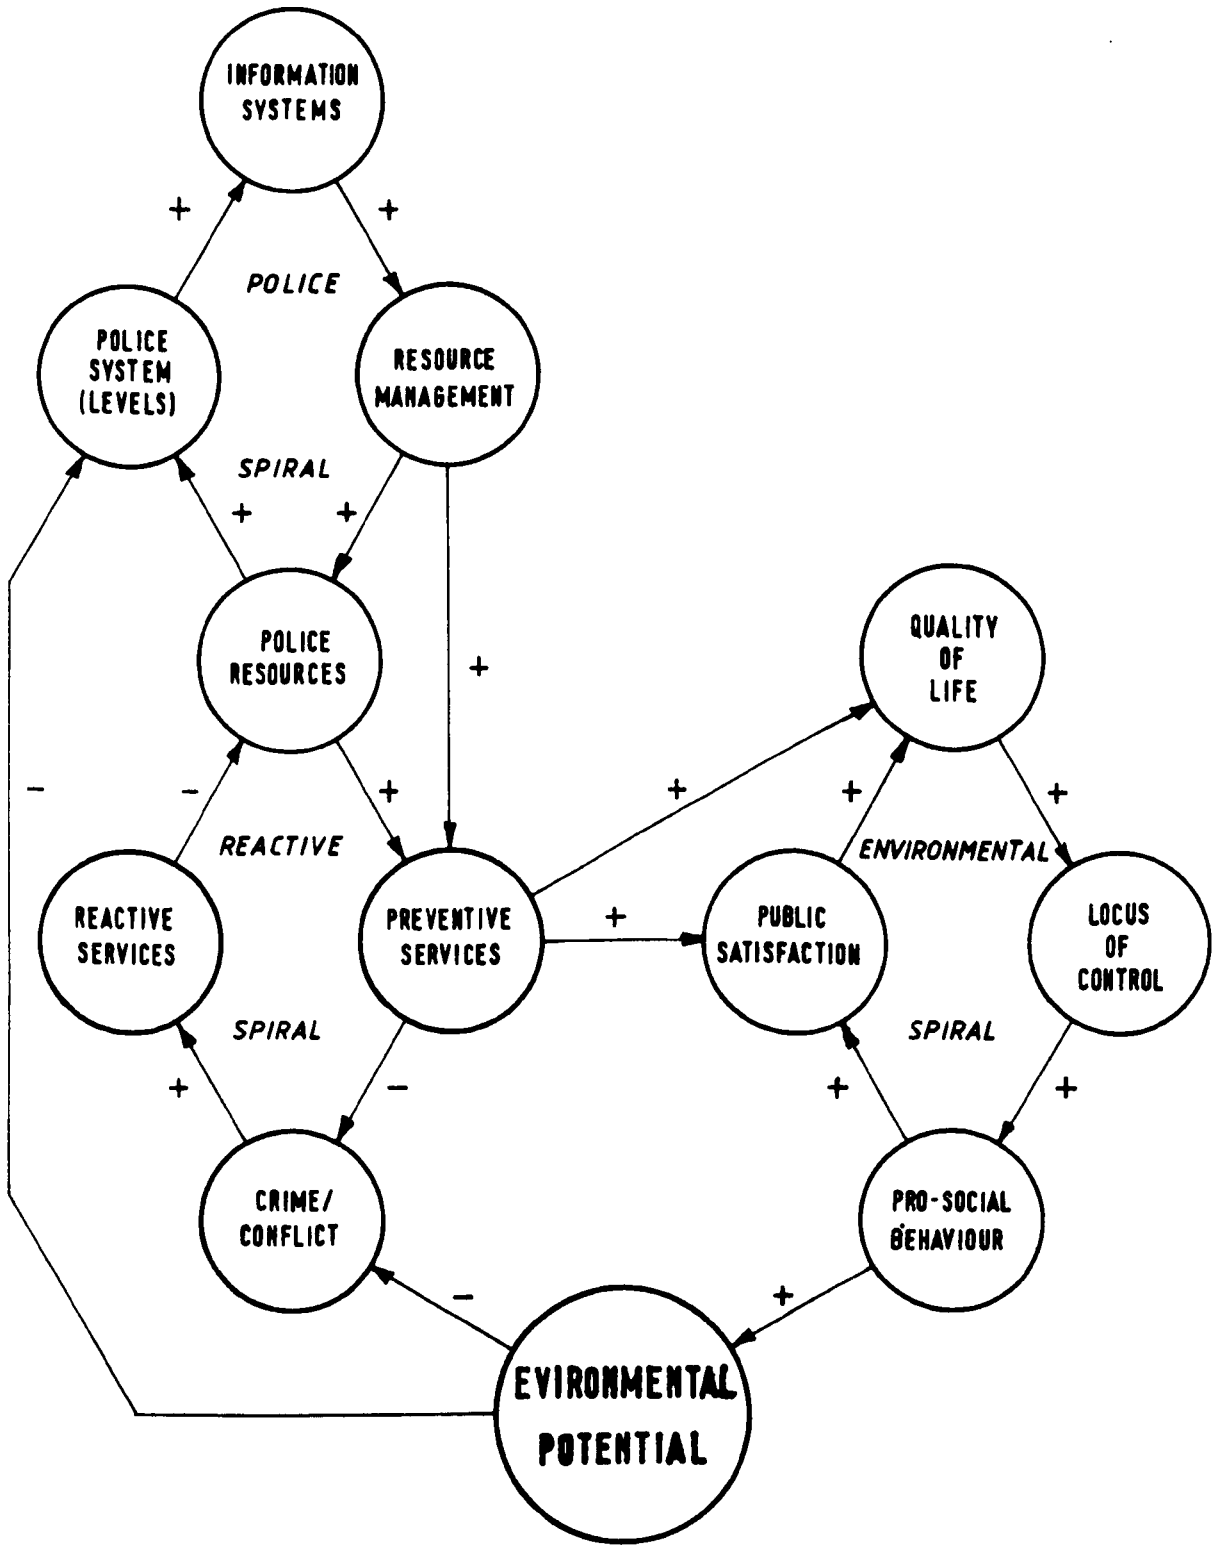 INFORMATION
SYSTEMS
+
+
POLICE
POLICE
SYSTEM
(LEVELS)
RESOURCE
MANAGEMENT
SPIRAL
+
+
POLICE
RESOURCES
+
QUALITY
OF
LIFE
-
-
+
+
+
+
REACTIVE
ENVIRONMENTAL
REACTIVE
SERVICES
PREVENTIVE
SERVICES
+
PUBLIC
SATISFACTION
LOCUS
OF
CONTROL
SPIRAL
SPIRAL
+
-
+
+
CRIME/
CONFLICT
PRO-SOCIAL
BEHAVIOUR
-
+
EVIRONMENTAL
POTENTIAL